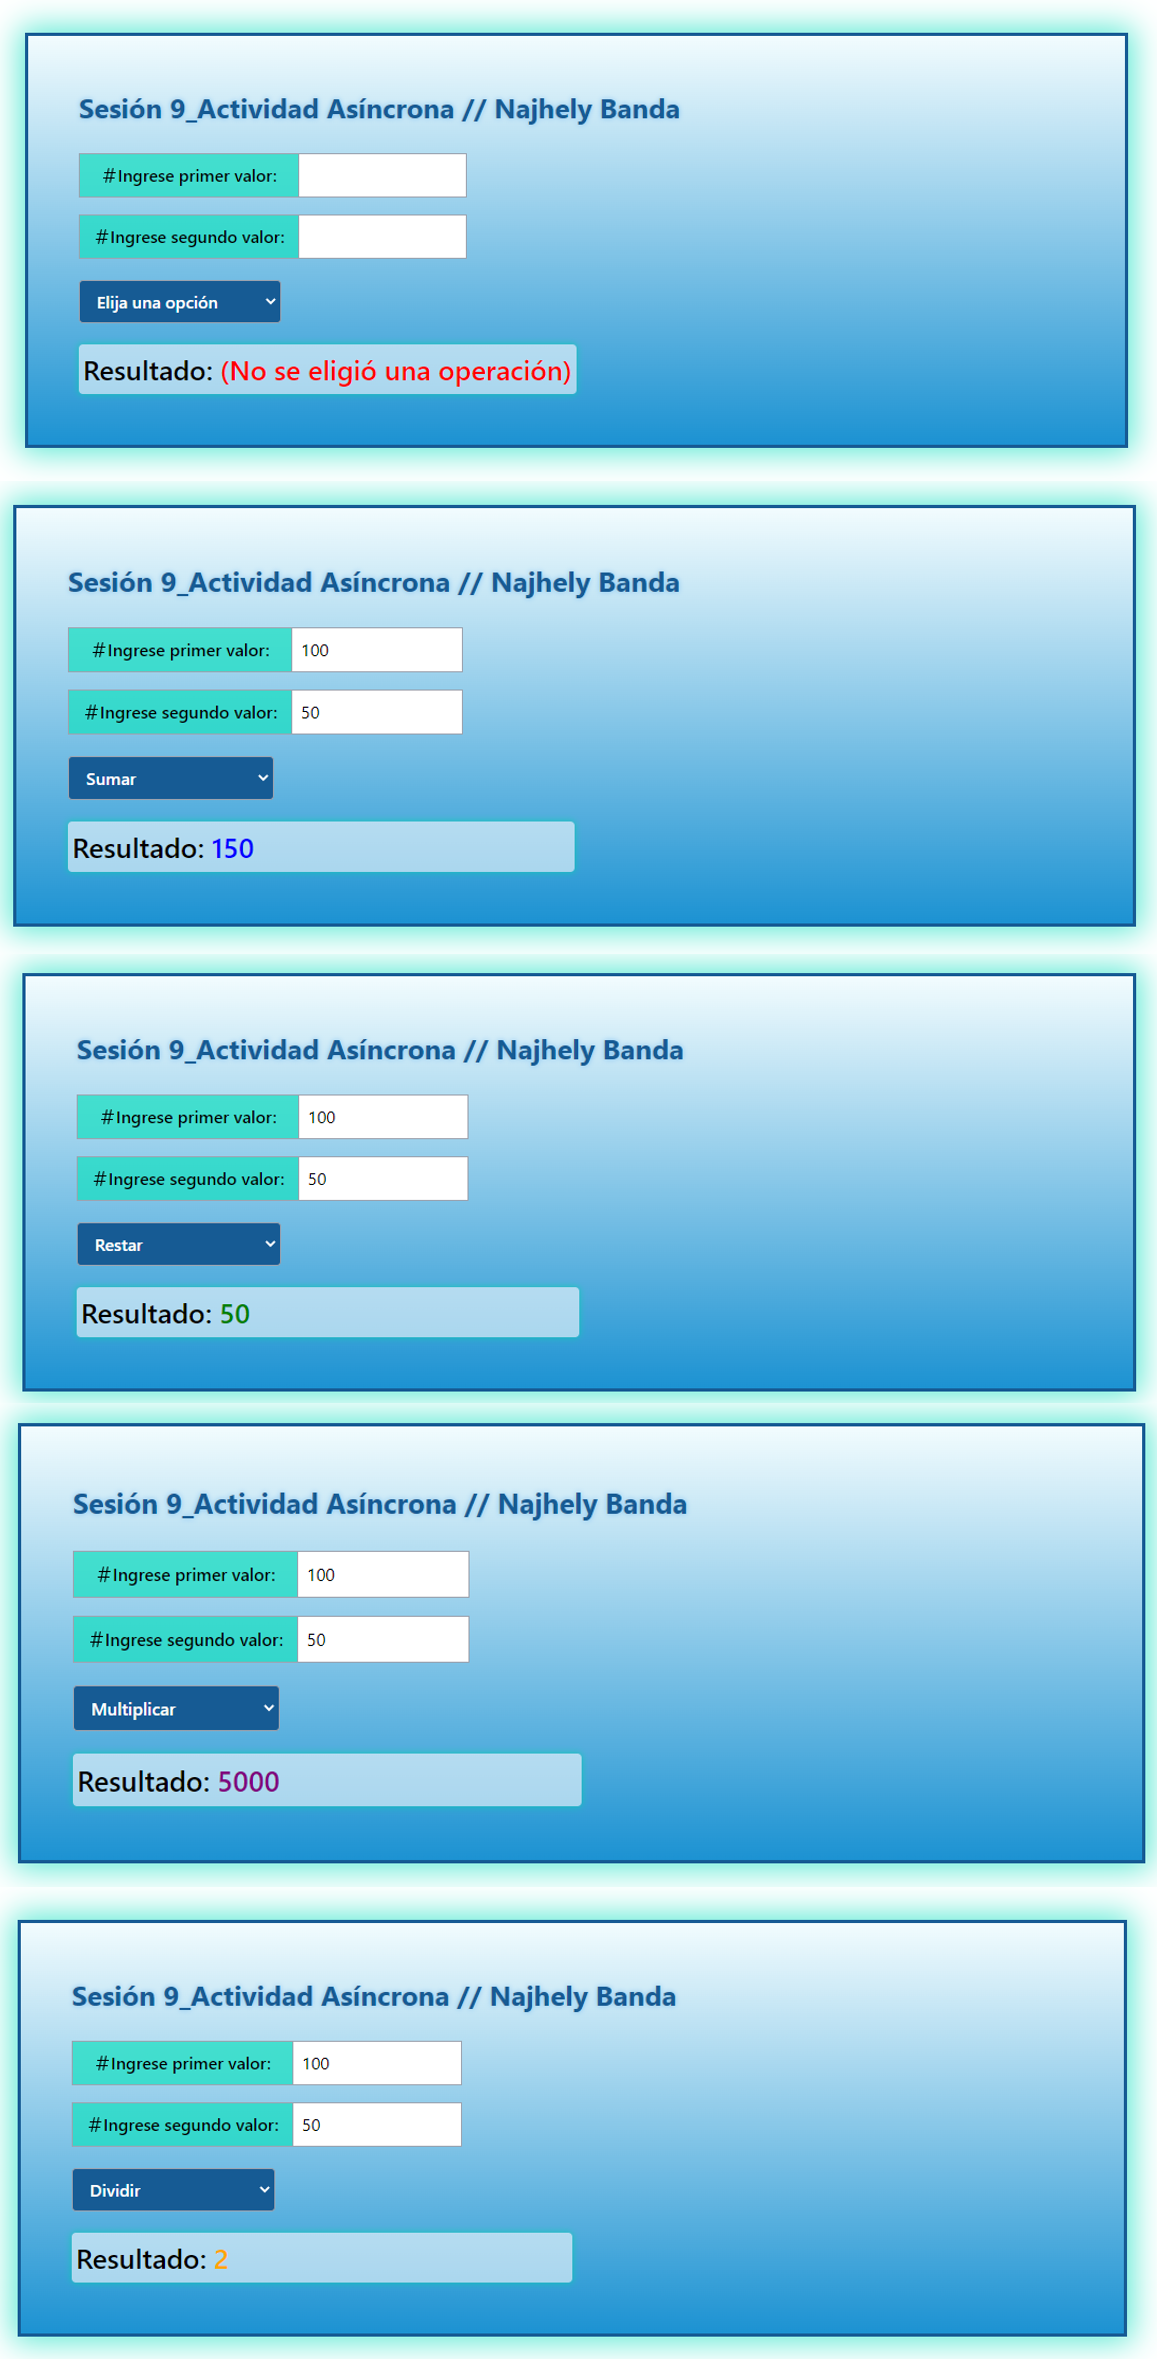 Sesión 9_Actividad Asíncrona // Najhely Banda
#Ingrese primer valor:
#Ingrese segundo valor:
Elija una opción
Resultado: (No se eligió una operación)
Sesión 9_Actividad Asíncrona // Najhely Banda
#Ingrese primer valor: 100
#Ingrese segundo valor: 50
Sumar
Resultado: 150
Sesión 9_Actividad Asíncrona // Najhely Banda
#Ingrese primer valor: 100
#Ingrese segundo valor: 50
Restar
Resultado: 50
Sesión 9_Actividad Asíncrona // Najhely Banda
#Ingrese primer valor: 100
#Ingrese segundo valor: 50
Multiplicar
Resultado: 5000
Sesión 9_Actividad Asíncrona // Najhely Banda
#Ingrese primer valor: 100
#Ingrese segundo valor: 50
Dividir
Resultado: 2